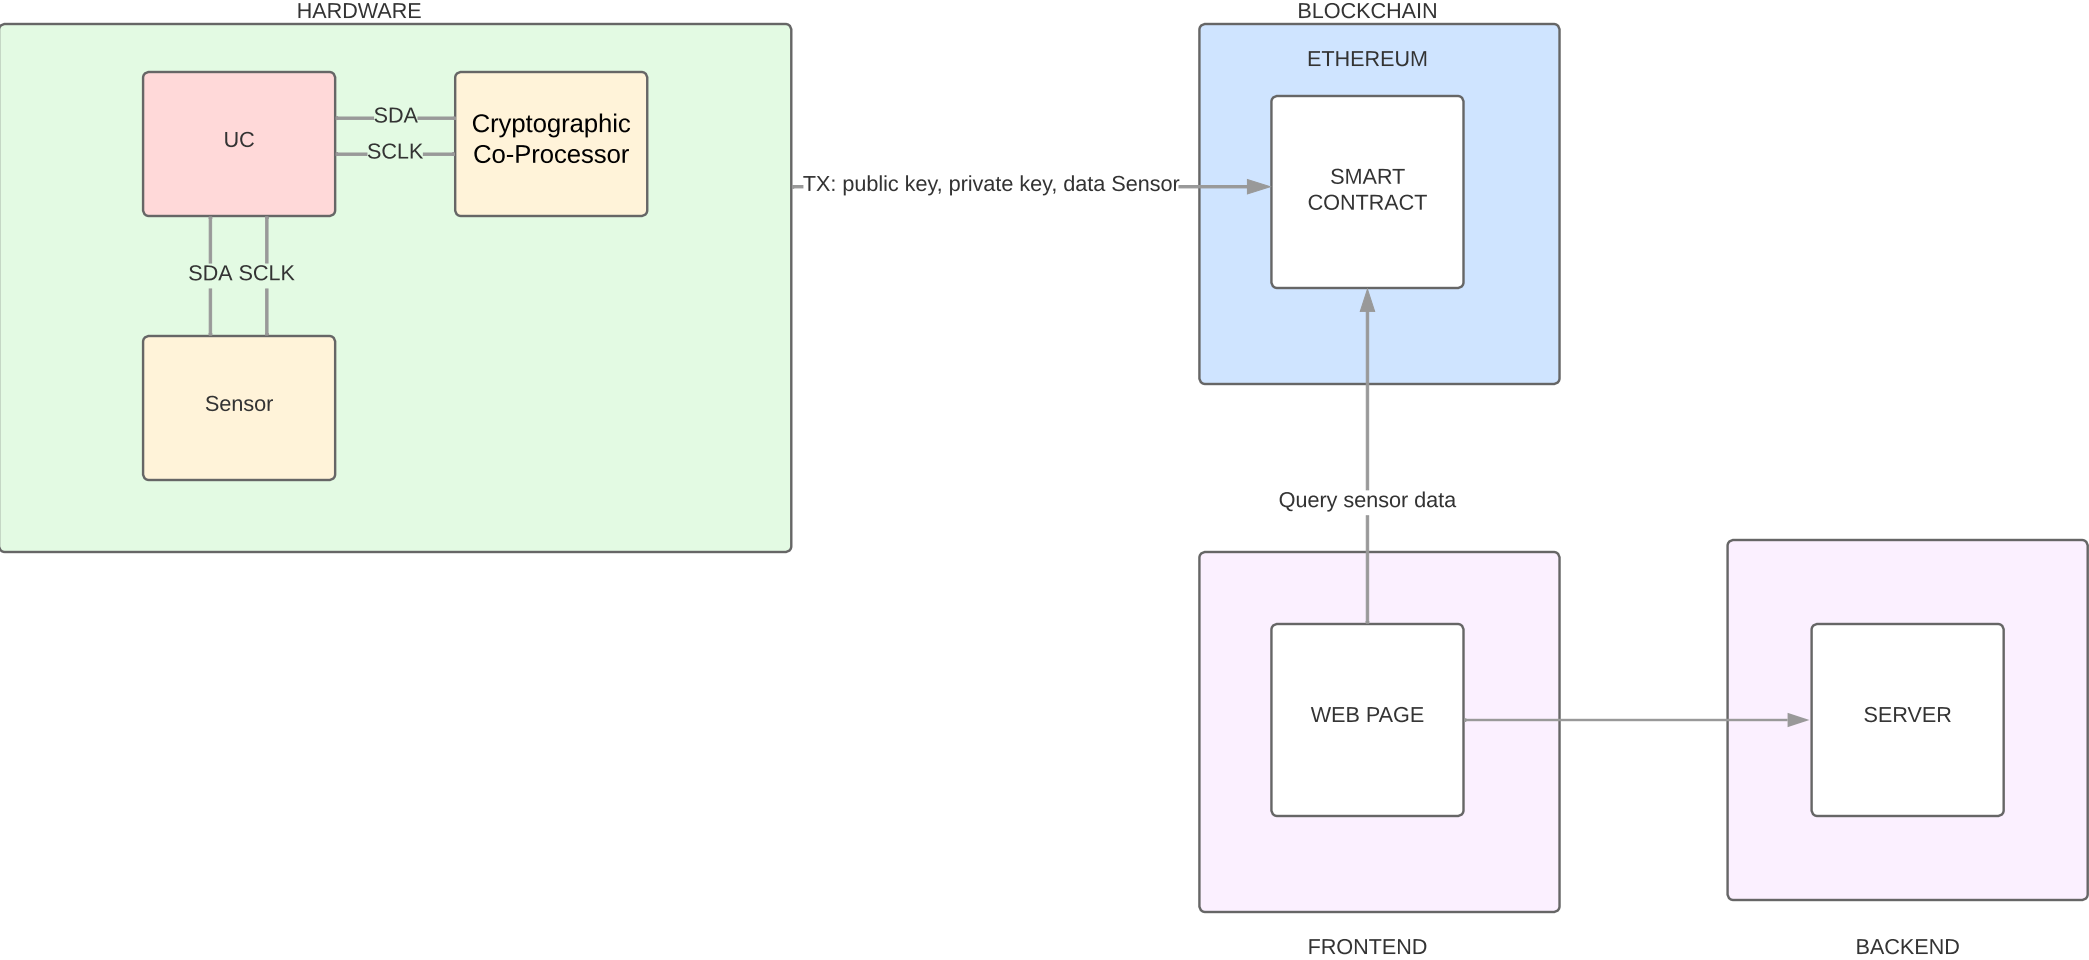 HARDWARE
BLOCKCHAIN
ETHEREUM
UC
SDA
SCLK
Cryptographic
Co-Processor
TX: public key, private key, data Sensor
SMART
CONTRACT
SDA SCLK
Sensor
Query sensor data
WEB PAGE
SERVER
FRONTEND
BACKEND